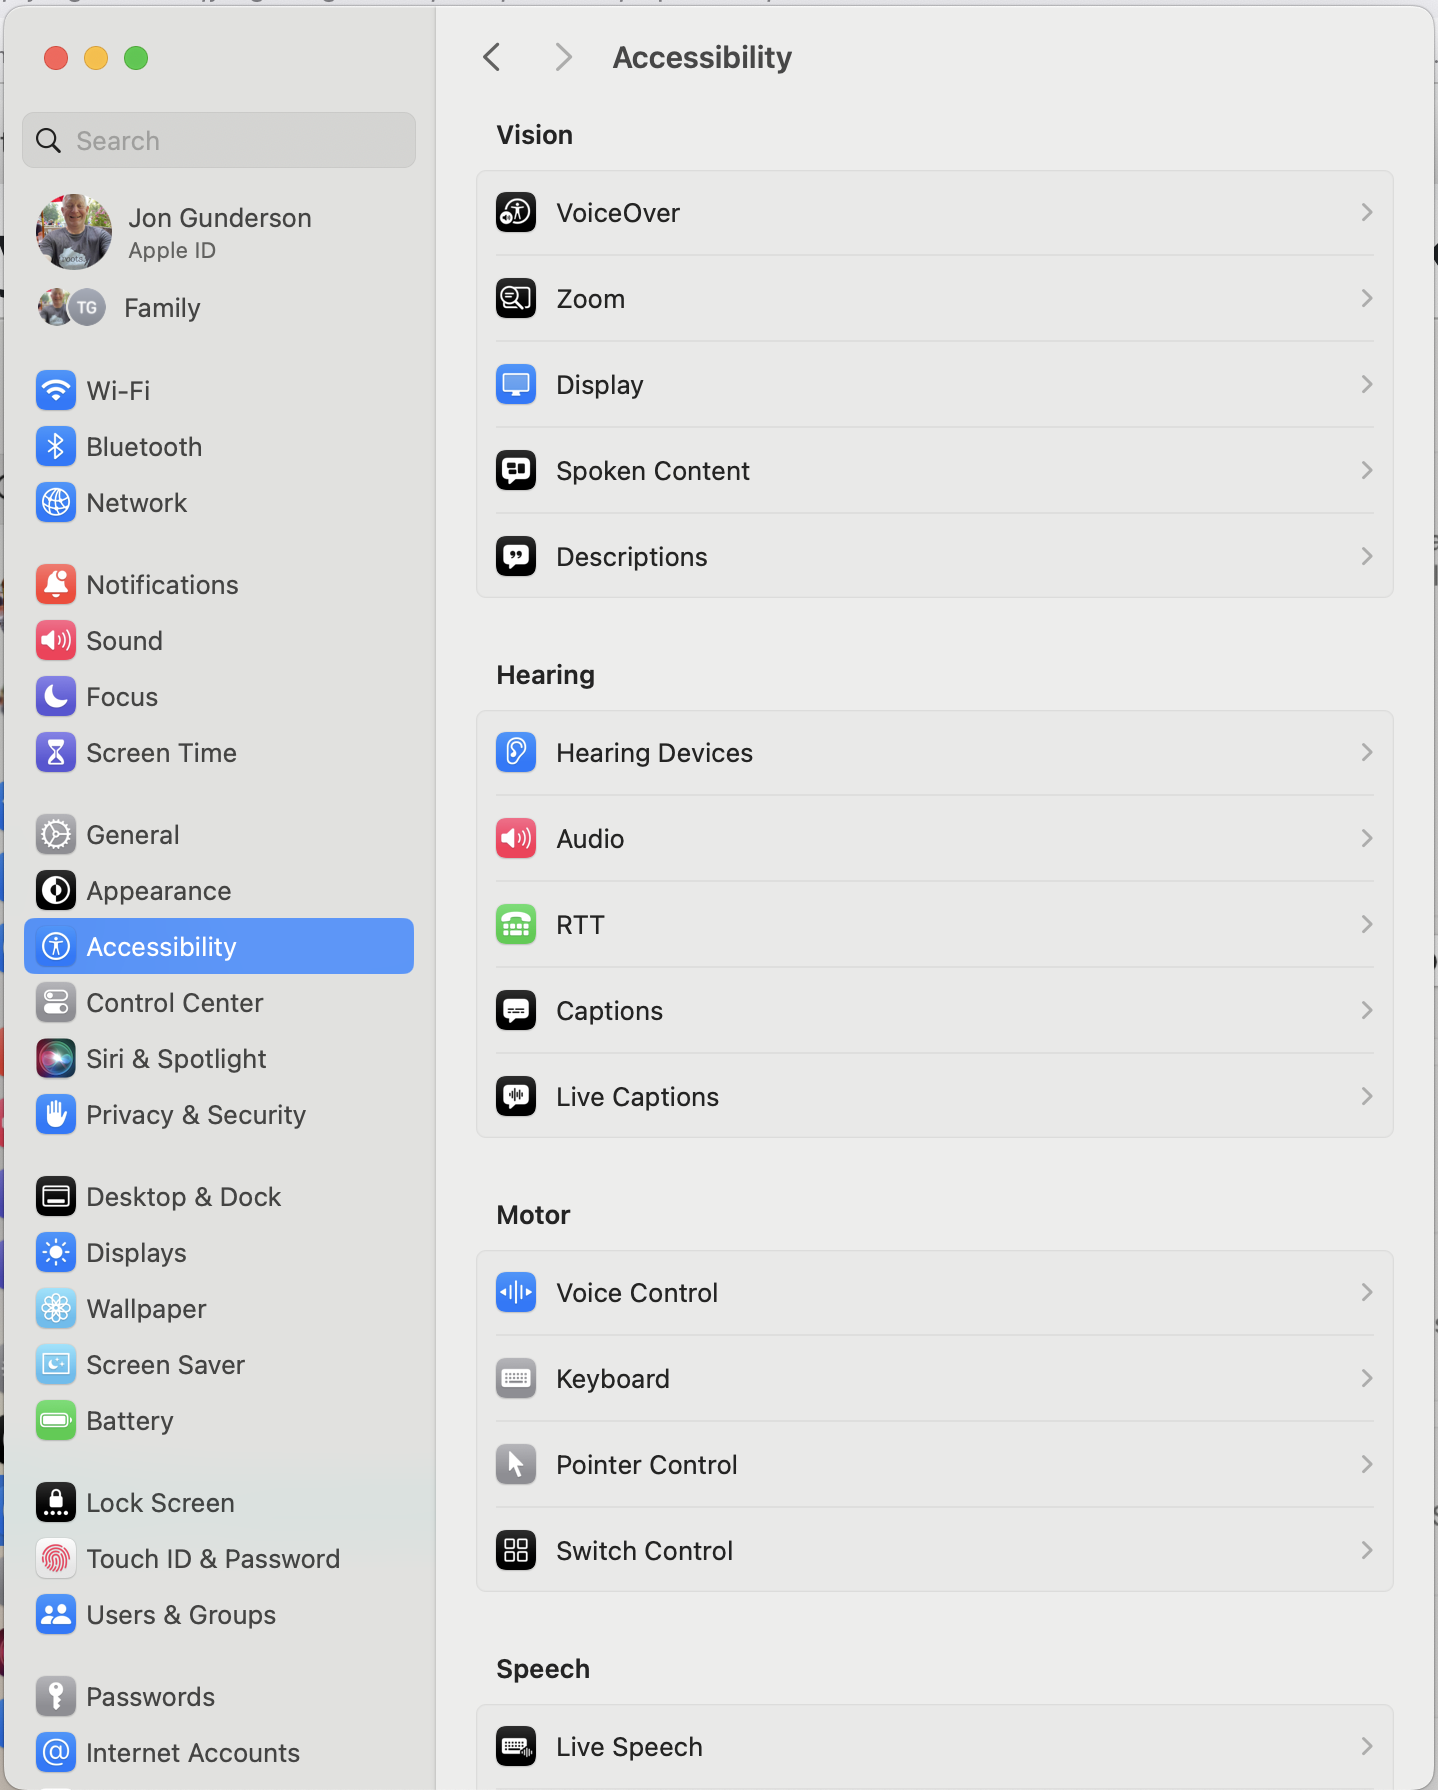 Accessibility
Search
Jon Gunderson
Apple ID
TG
Family
Wi-Fi
Bluetooth
Network
Notifications
Sound
Focus
Screen Time
General
Appearance
Accessibility
Control Center
Siri & Spotlight
Privacy & Security
Desktop & Dock
Displays
Wallpaper
Screen Saver
Battery
Lock Screen
Touch ID & Password
Users & Groups
Passwords
Internet Accounts
Vision
VoiceOver
Zoom
Display
Spoken Content
Descriptions
Hearing
Hearing Devices
Audio
RTT
Captions
Live Captions
Motor
Voice Control
Keyboard
Pointer Control
Switch Control
Speech
Live Speech